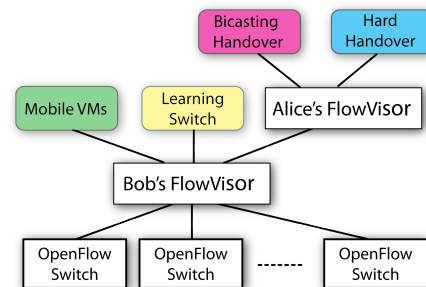 Bicasting
Handover
Hard
Handover
Mobile VMs
Learning
Switch
Alice's FlowVisor
Bob's FlowVisor
OpenFlow
Switch
OpenFlow
Switch
OpenFlow
Switch